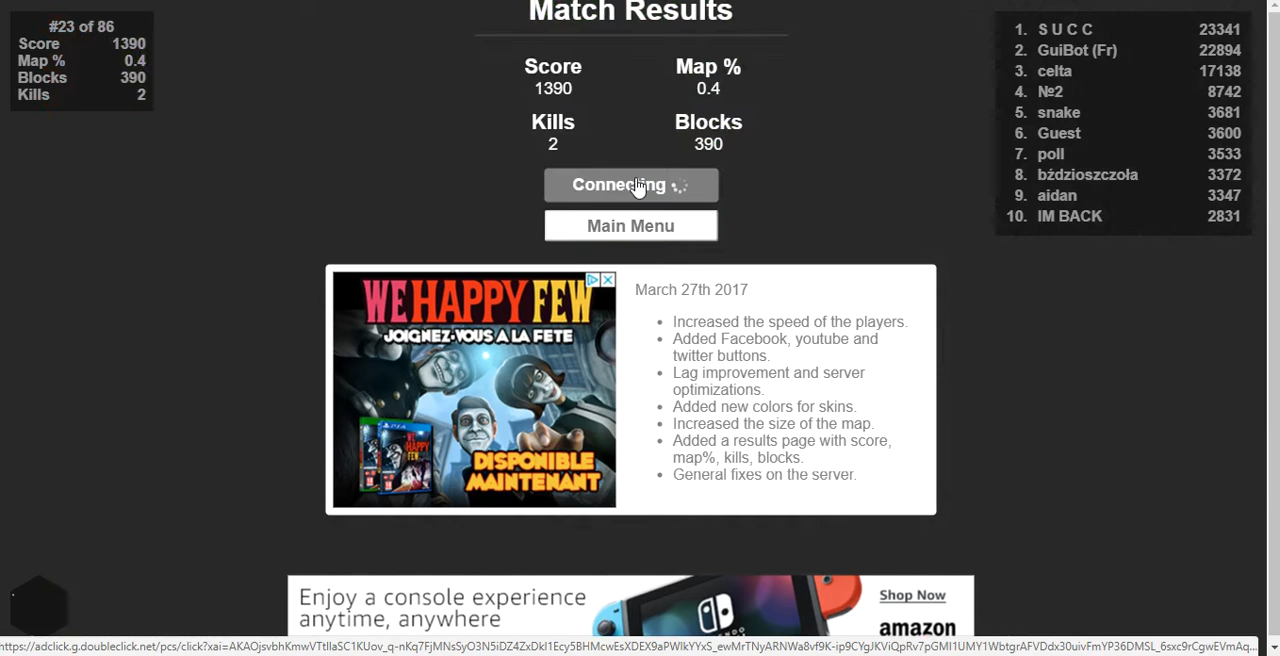 Match Results
#23 of 86
Score 1390
Map % 0.4
Blocks 390
Kills 2
Score Map %
1390 0.4
Kills Blocks
2 390
Connecting
Main Menu
1. S U C C 23341
2. GuiBot (Fr) 22894
3. celta 17138
4. №2 8742
5. snake 3681
6. Guest 3600
7. poll 3533
8. bździoszczoła 3372
9. aidan 3347
10. IM BACK 2831
WE HAPPY FEW
JOIGNEZ-VOUS A LA FETE
WE HAPPY FEW
DISPONIBLE
MAINTENANT
March 27th 2017
• Increased the speed of the players.
• Added Facebook, youtube and
twitter buttons.
• Lag improvement and server
optimizations.
• Added new colors for skins.
• Increased the size of the map.
• Added a results page with score,
map%, kills, blocks.
• General fixes on the server.
Enjoy a console experience
anytime, anywhere
Shop Now
amazon